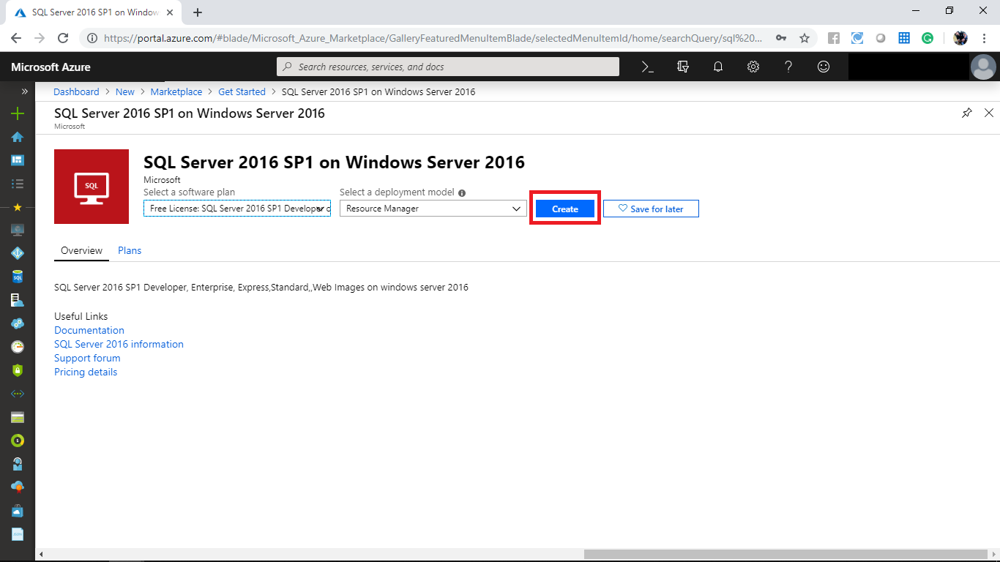 SQL Server 2016 SP1 on Window
https://portal.azure.com/#blade/Microsoft_Azure_Marketplace/GalleryFeaturedMenuItemBlade/selectedMenuItemId/home/searchQuery/sql%20...
Microsoft Azure
Search resources, services, and docs
Dashboard > New > Marketplace > Get Started > SQL Server 2016 SP1 on Windows Server 2016
SQL Server 2016 SP1 on Windows Server 2016
Microsoft
SQL
SQL Server 2016 SP1 on Windows Server 2016
Microsoft
Select a software plan Select a deployment model
Free License: SQL Server 2016 SP1 Developer Resource Manager Create Save for later
Overview Plans
SQL
SQL Server 2016 SP1 Developer, Enterprise, Express,Standard,,Web Images on windows server 2016
Useful Links
Documentation
SQL Server 2016 information
Support forum
Pricing details